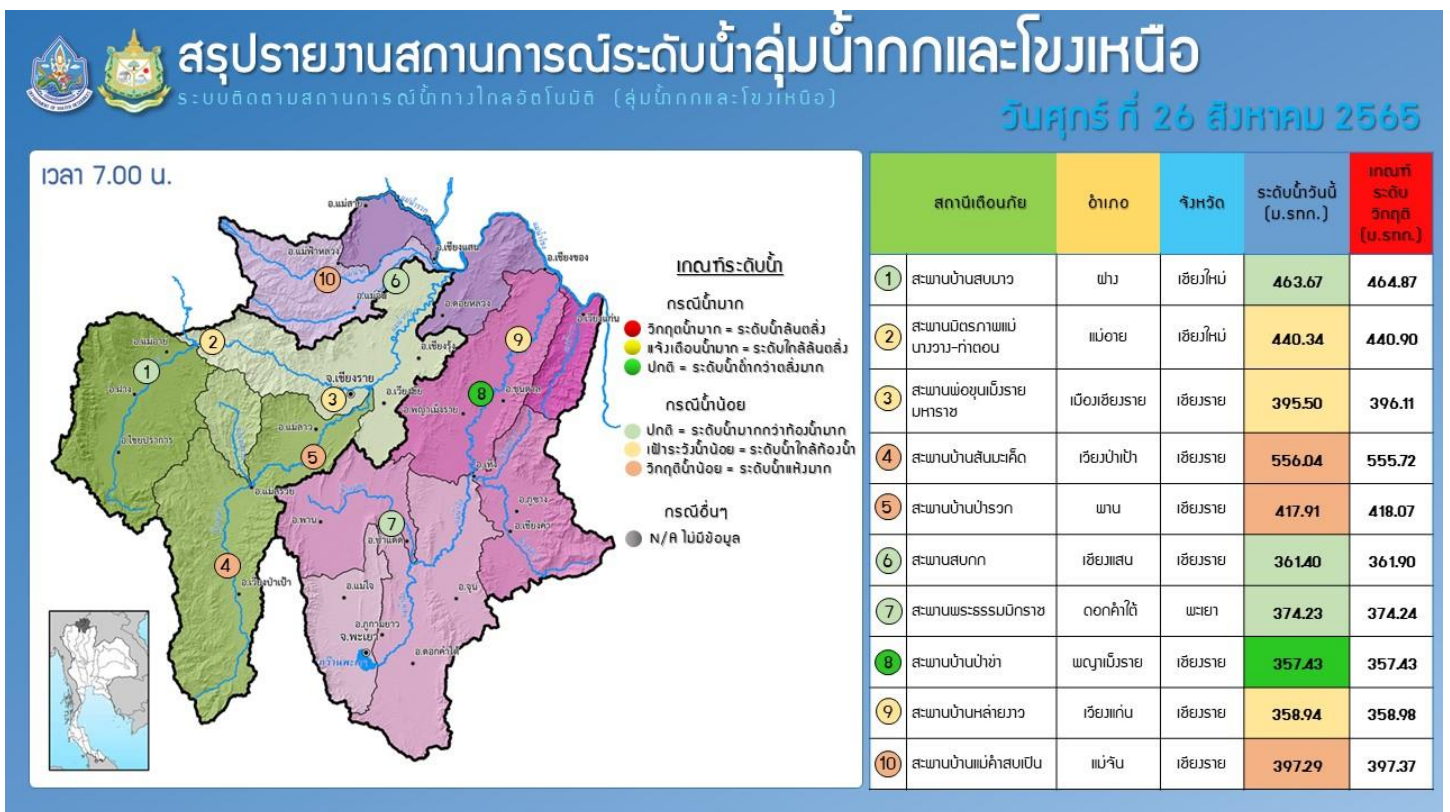 สรุปรายงานสถานการณ์ระดับน้ำลุ่มน้ำกกและโขงเหนือ
ระบบติดตามสถานการณ์น้ำทางไกลอัตโนมัติ (ลุ่มน้ำกกและโขงเหนือ)
วันศุกร์ ที่ 26 สิงหาคม 2565
เวลา 7.00 น.
อ.แม่สาย
แม่น้ำรวก
อ.แม่ฟ้าหลวง
อ.เชียงแสน
แม่น้ำโขง
อ.เชียงของ
10
6
อ.ดอยหลวง
อ.เวียงแก่น
2
อ.แม่อาย
9
1
อ.ฝาง
อ.เชียงรุ้ง
จ.เชียงราย
3
อ.เวียงชัย
8
อ.ขุนตาล
อ.พญาเม็งราย
อ.แม่ลาว
อ.ไชยปราการ
5
อ.เทิง
อ.แม่สรวย
อ.ภูซาง
อ.พาน
7
อ.เชียงคำ
อ.ป่าแดด
4
อ.เวียงป่าเป้า
อ.แม่ใจ
อ.จุน
อ.ภูกามยาว
จ.พะเยา
อ.ดอกคำใต้
เกณฑ์ระดับน้ำ
กรณีน้ำมาก
วิกฤตน้ำมาก = ระดับน้ำล้นตลิ่ง
แจ้งเตือนน้ำมาก = ระดับใกล้ล้นตลิ่ง
ปกติ = ระดับน้ำต่ำกว่าตลิ่งมาก
กรณีน้ำน้อย
ปกติ = ระดับน้ำมากกว่าท้องน้ำมาก
เฝ้าระวังน้ำน้อย = ระดับน้ำใกล้ท้องน้ำ
วิกฤติน้ำน้อย = ระดับน้ำแห้งมาก
กรณีอื่นๆ
N/A ไม่มีข้อมูล
สถานีเตือนภัย อำเภอ จังหวัด ระดับน้ำวันนี้ (ม.รทก.) เกณฑ์ระดับวิกฤติ (ม.รทก.)
1 สะพานบ้านสบมาว ฝาง เชียงใหม่ 463.67 464.87
2 สะพานมิตรภาพแม่นางวาง-ท่าตอน แม่อาย เชียงใหม่ 440.34 440.90
3 สะพานพ่อขุนเม็งรายมหาราช เมืองเชียงราย เชียงราย 395.50 396.11
4 สะพานบ้านสันมะเค็ด เวียงป่าเป้า เชียงราย 556.04 555.72
5 สะพานบ้านป่ารวก พาน เชียงราย 417.91 418.07
6 สะพานสบกก เชียงแสน เชียงราย 361.40 361.90
7 สะพานพระธรรมมิกราช ดอกคำใต้ พะเยา 374.23 374.24
8 สะพานบ้านป่าข่า พญาเม็งราย เชียงราย 357.43 357.43
9 สะพานบ้านหล่ายงาว เวียงแก่น เชียงราย 358.94 358.98
10 สะพานบ้านแม่คำสบเปิน แม่จัน เชียงราย 397.29 397.37